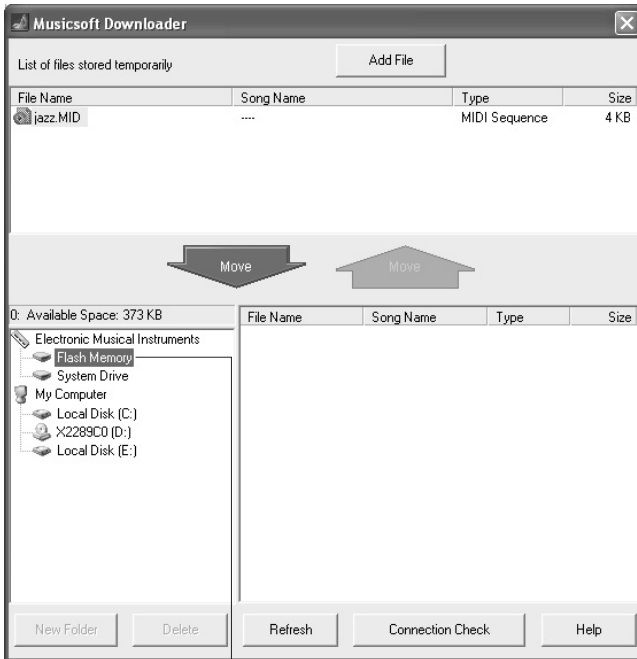 Musicsoft Downloader
List of files stored temporarily
Add File
File Name Song Name Type Size
jazz.MID ---- MIDI Sequence 4 KB
Move Move
0: Available Space: 373 KB
File Name Song Name Type Size
Electronic Musical Instruments
Flash Memory
System Drive
My Computer
Local Disk (C:)
X2289C0 (D:)
Local Disk (E:)
New Folder Delete Refresh Connection Check Help